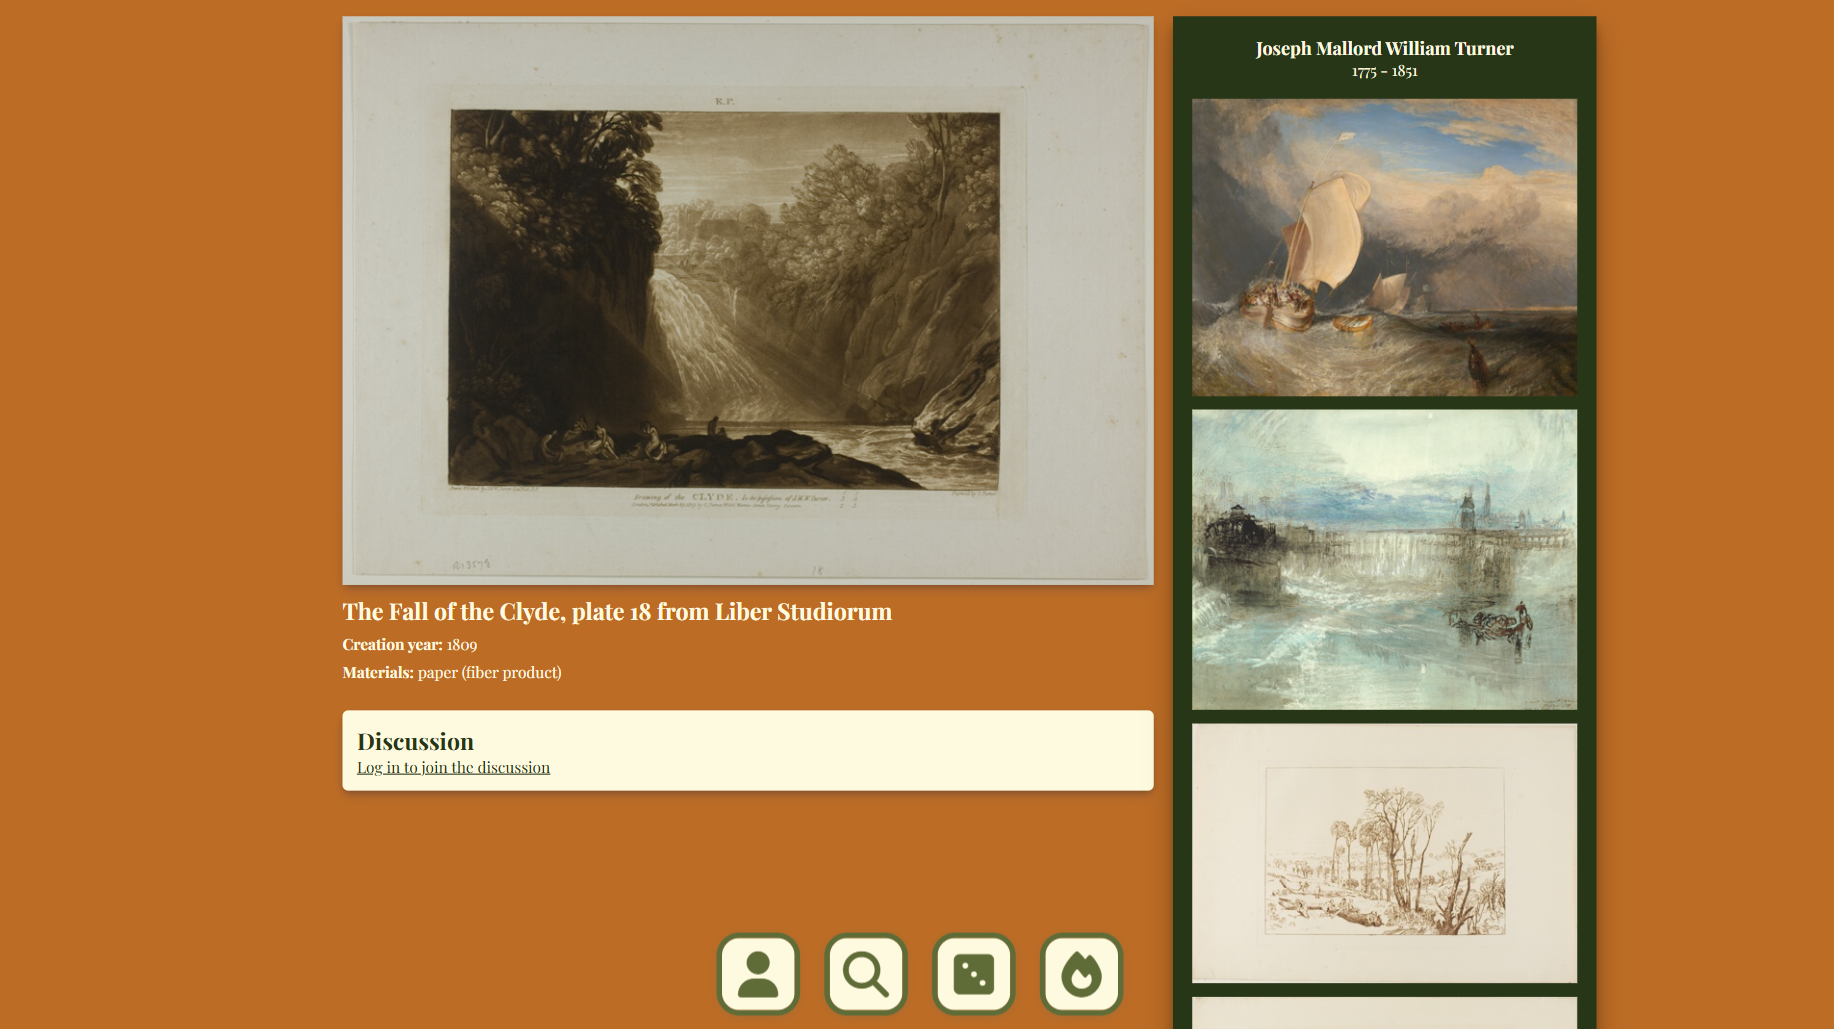 K.P.
Drawing of the CLYDE. In the possession of J.M.W. Turner.
18
The Fall of the Clyde, plate 18 from Liber Studiorum
Creation year: 1809
Materials: paper (fiber product)
Discussion
Log in to join the discussion
Joseph Mallord William Turner
1775 - 1851